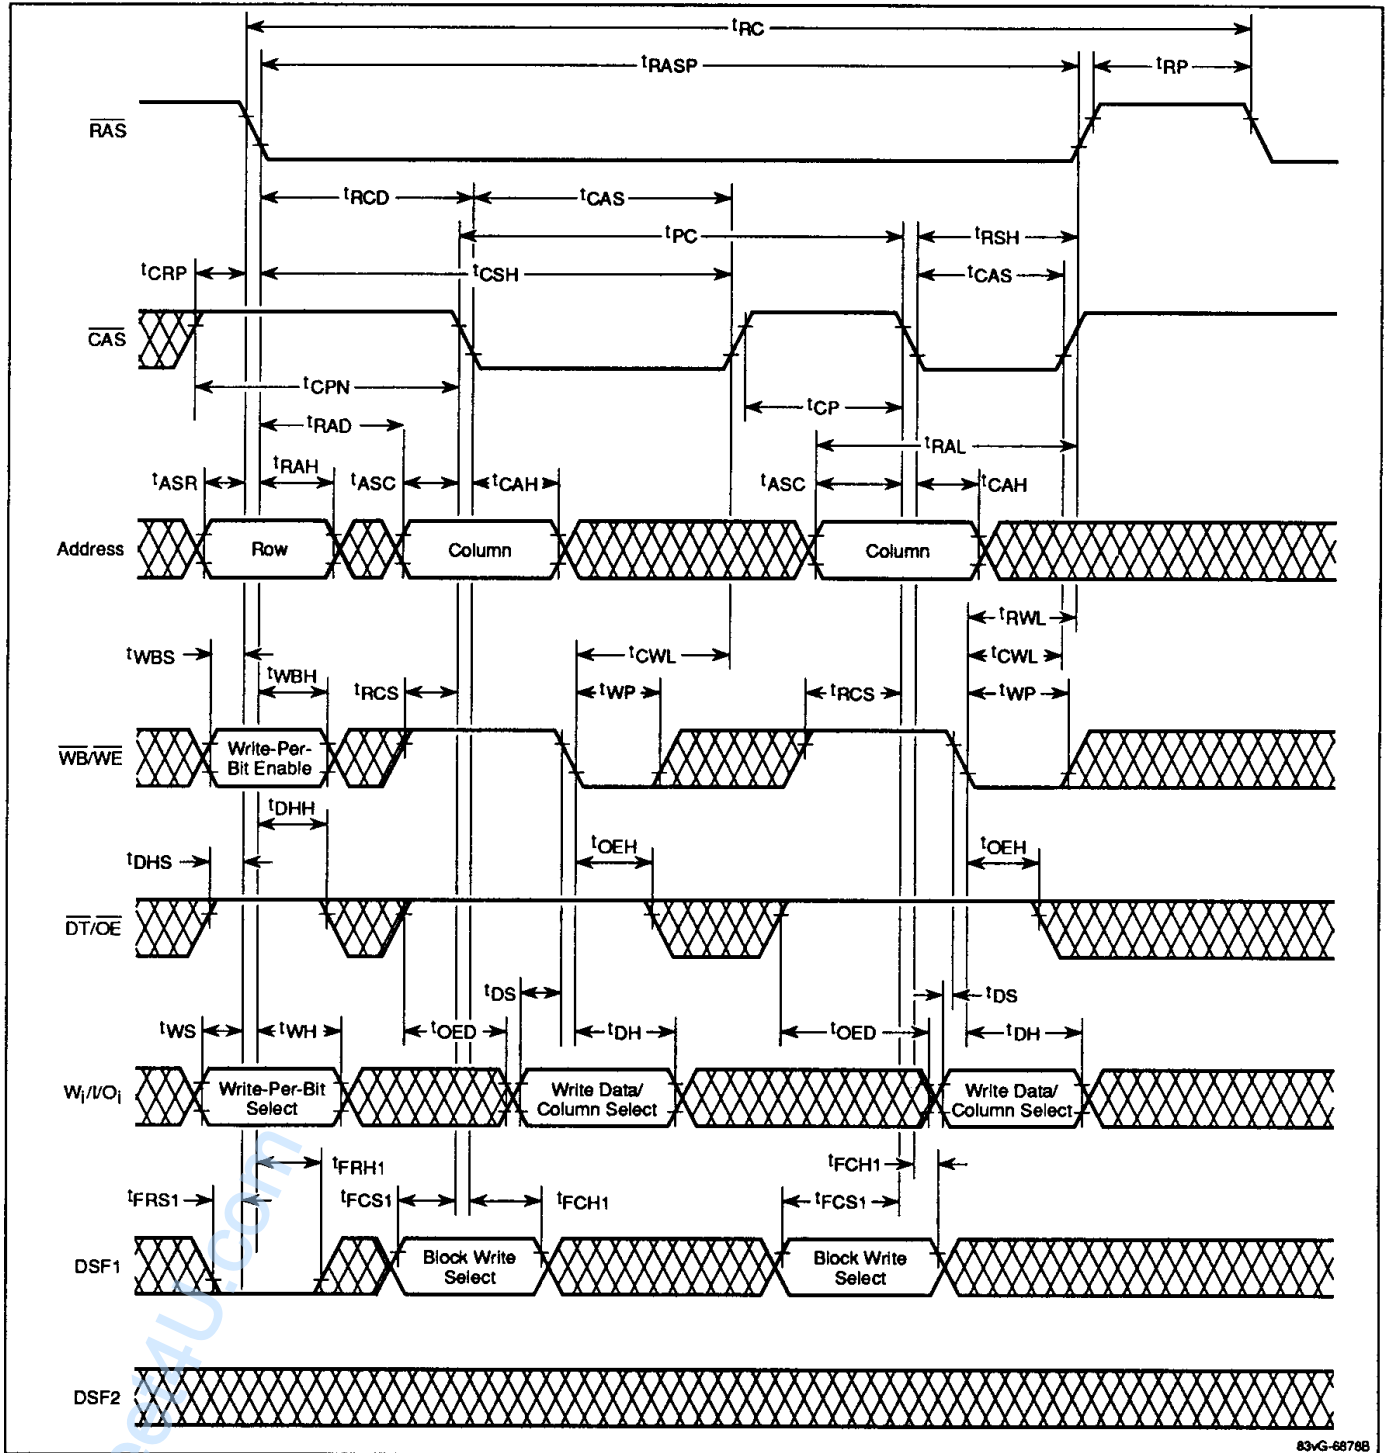 tRC
tRASP
tRP
RAS
tRCD
tCAS
tPC
tRSH
tCRP
tCSH
tCAS
CAS
tCPN
tCP
tRAD
tRAL
tASR
tRAH
tASC
tCAH
tASC
tCAH
Address
Row
Column
Column
tRWL
tWBS
tCWL
tCWL
tWBH
tRCS
tWP
tRCS
tWP
WB/WE
Write-Per-
Bit Enable
tDHH
tDHS
tOEH
tOEH
DT/OE
tDS
tDS
tWS
tWH
tOED
tDH
tOED
tDH
Wi/I/Oi
Write-Per-Bit
Select
Write Data/
Column Select
Write Data/
Column Select
tFRH1
tFCH1
tFRS1
tFCS1
tFCH1
tFCS1
DSF1
Block Write
Select
Block Write
Select
DSF2
83vG-6878B
eet4U.com